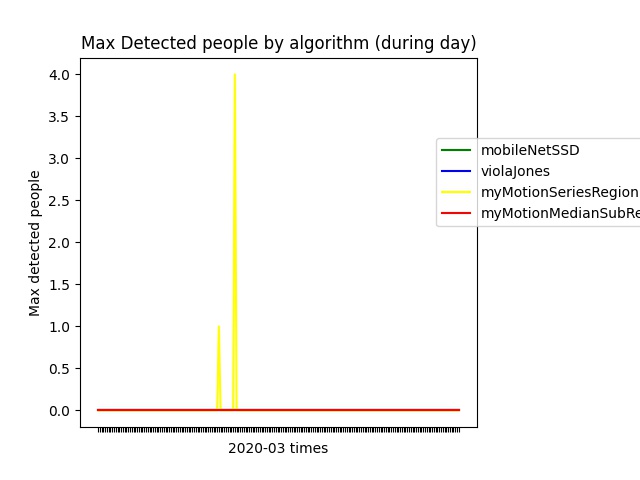 Max Detected people by algorithm (during day)
4.0
3.5
3.0
2.5
2.0
1.5
1.0
0.5
0.0
Max detected people
2020-03 times
mobileNetSSD
violaJones
myMotionSeriesRegion
myMotionMedianSubRe